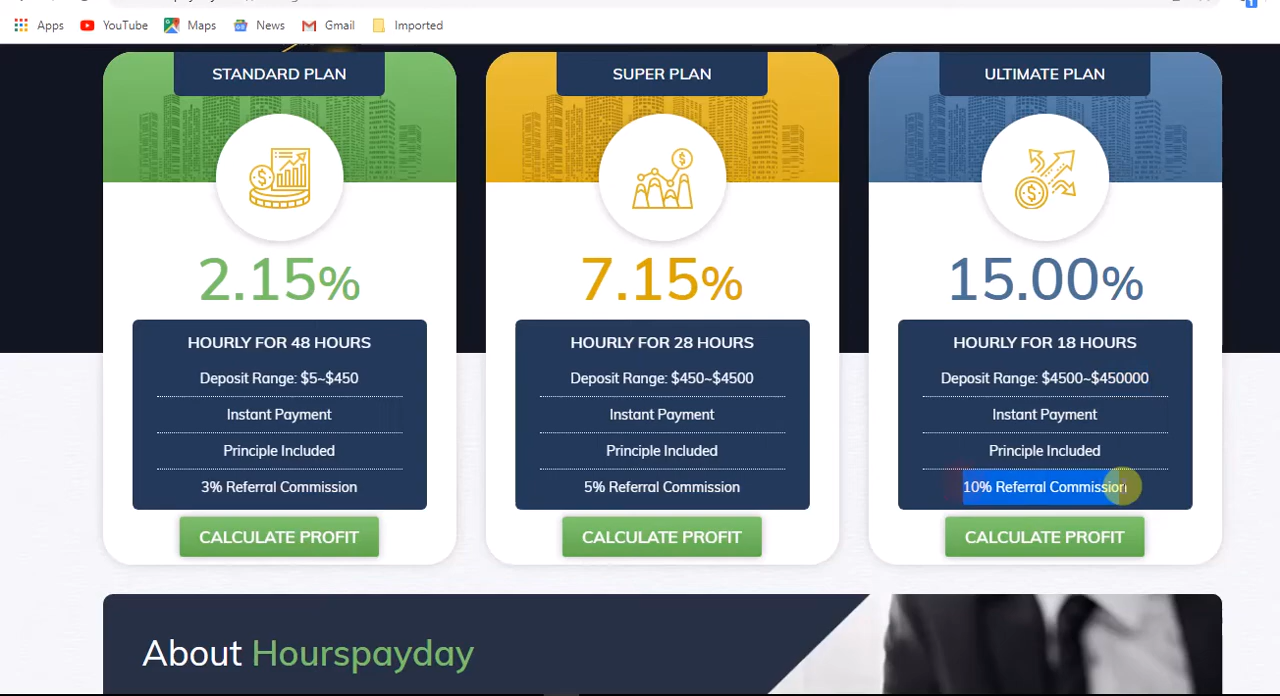 Apps YouTube Maps News Gmail Imported
STANDARD PLAN
2.15%
HOURLY FOR 48 HOURS
Deposit Range: $5~$450
Instant Payment
Principle Included
3% Referral Commission
CALCULATE PROFIT
SUPER PLAN
7.15%
HOURLY FOR 28 HOURS
Deposit Range: $450~$4500
Instant Payment
Principle Included
5% Referral Commission
CALCULATE PROFIT
ULTIMATE PLAN
15.00%
HOURLY FOR 18 HOURS
Deposit Range: $4500~$450000
Instant Payment
Principle Included
10% Referral Commission
CALCULATE PROFIT
About Hourspayday